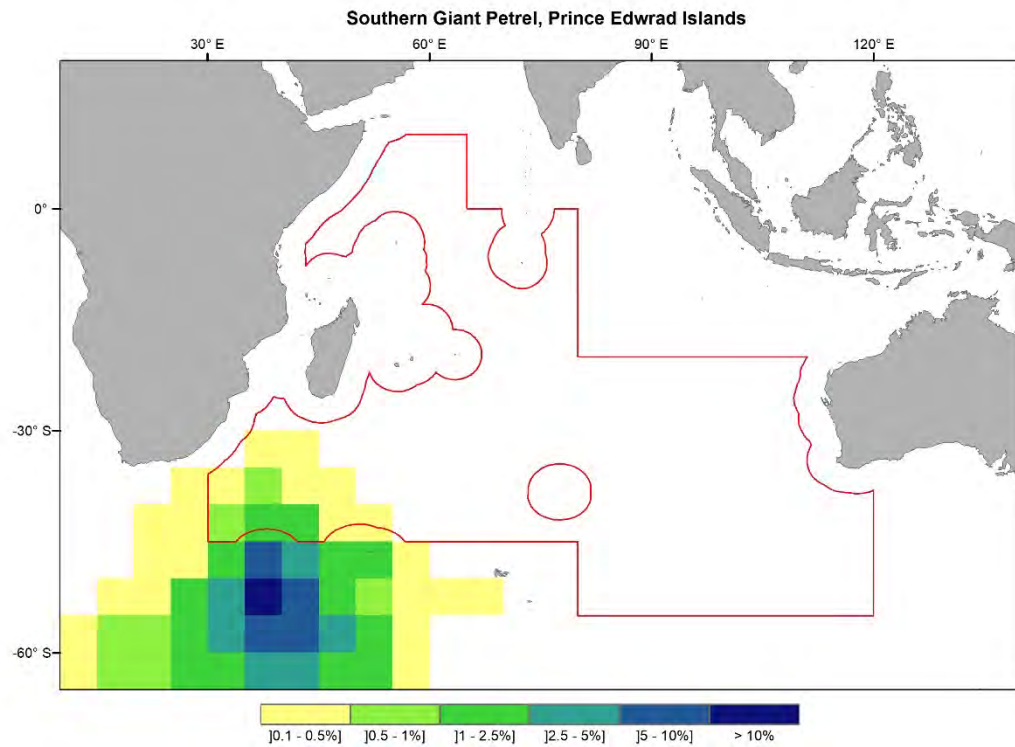 Southern Giant Petrel, Prince Edwrad Islands
30° E 60° E 90° E 120° E
0°
-30° S
-60° S
]0.1 - 0.5%] ]0.5 - 1%] ]1 - 2.5%] ]2.5 - 5%] ]5 - 10%] > 10%